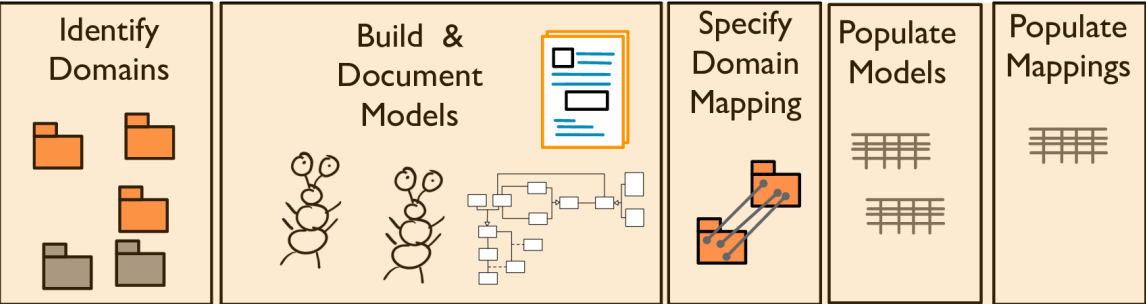 Identify
Domains
Build &
Document
Models
Specify
Domain
Mapping
Populate
Models
Populate
Mappings